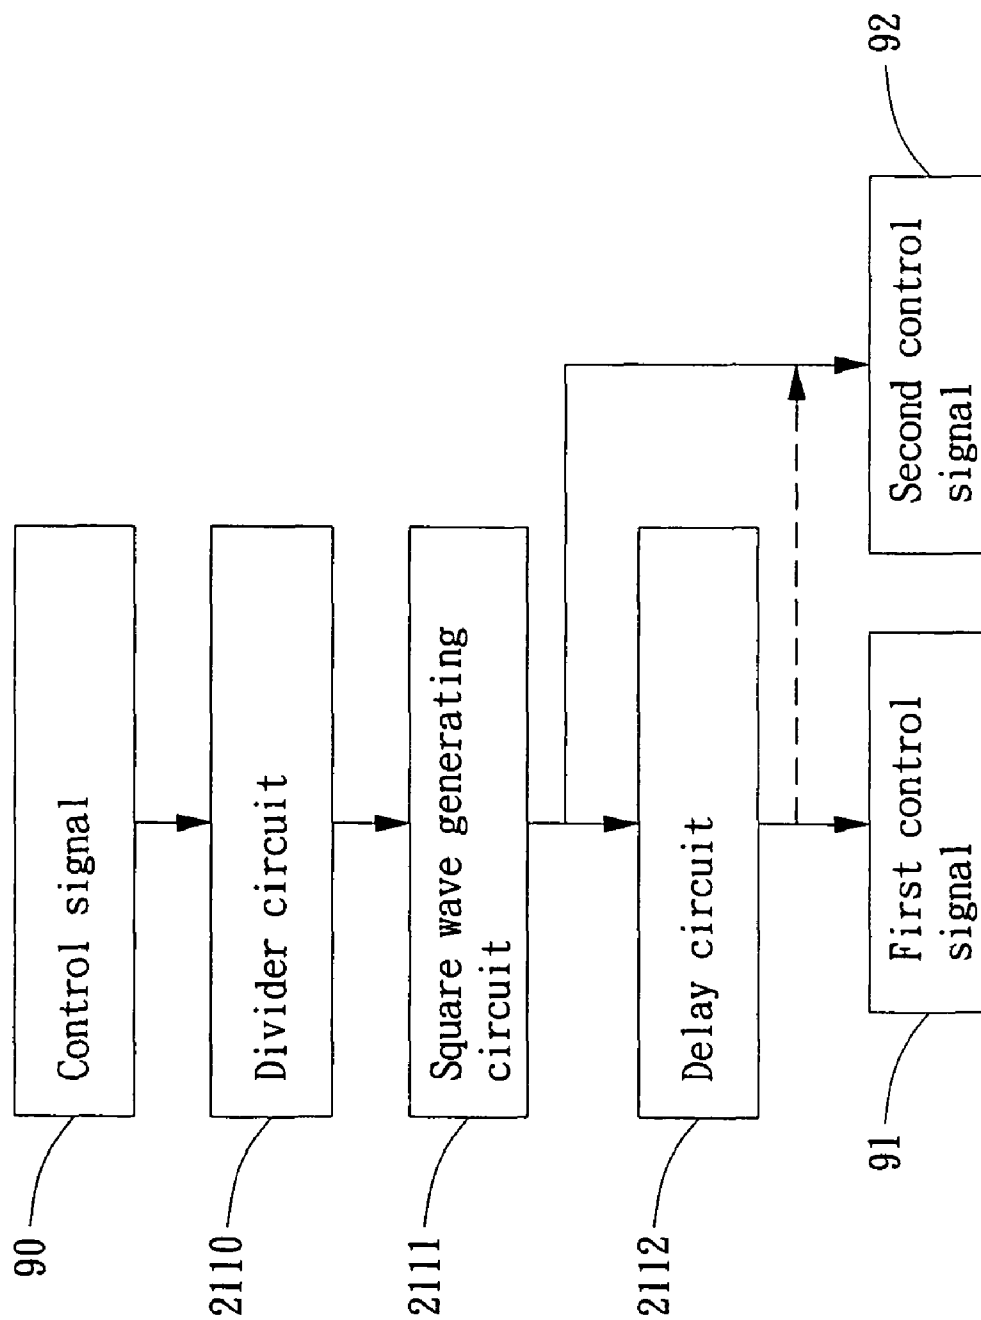 90
Control signal
2110
Divider circuit
2111
Square wave generating
circuit
2112
Delay circuit
91
First control
signal
92
Second control
signal